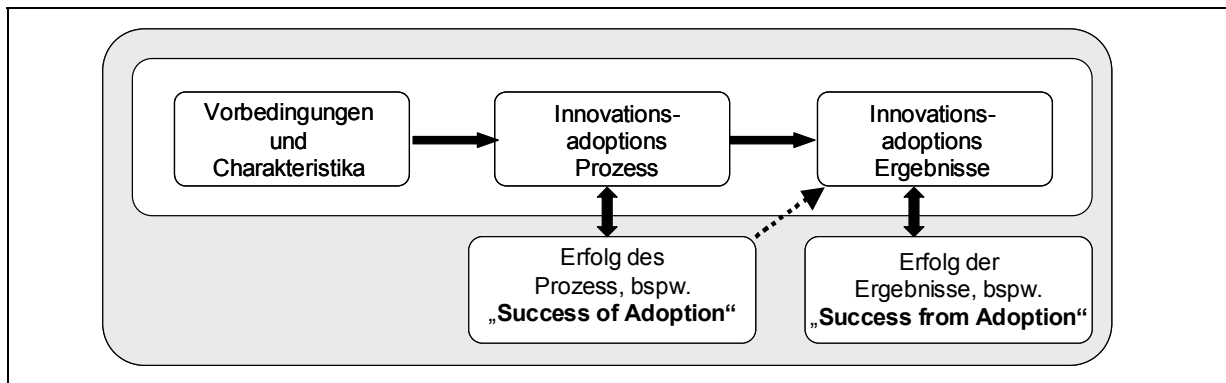 Vorbedingungen
und
Charakteristika
Innovations-
adoptions
Prozess
Innovations-
adoptions
Ergebnisse
Erfolg des
Prozess, bspw.
„Success of Adoption“
Erfolg der
Ergebnisse, bspw.
„Success from Adoption“